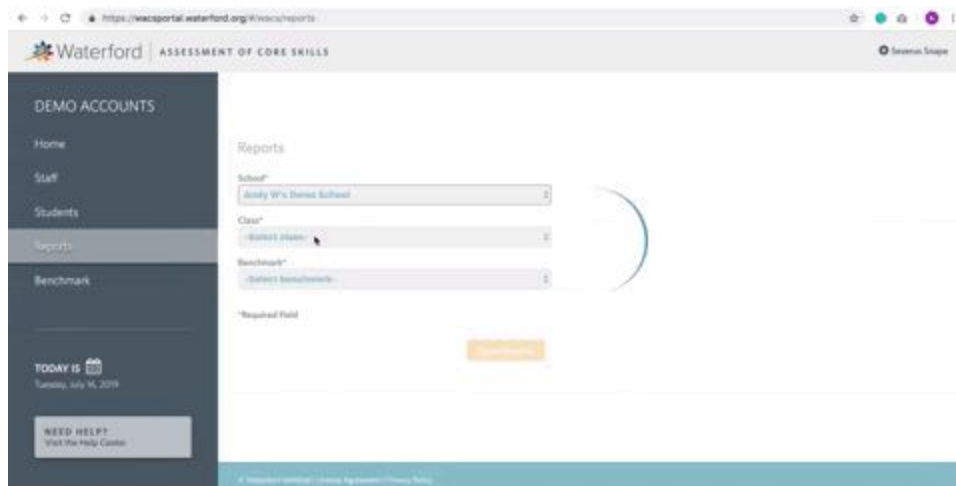 https://wacsportal.waterford.org/#/wacs/reports
Waterford ASSESSMENT OF CORE SKILLS
Severus Snape
DEMO ACCOUNTS
Home
Staff
Students
Reports
Benchmark
TODAY IS
Tuesday, July 16, 2019
NEED HELP?
Visit the Help Center
Reports
School*
Andy W's Demo School
Class*
-Select class-
Benchmark*
-Select benchmark-
*Required Field
Privacy Policy